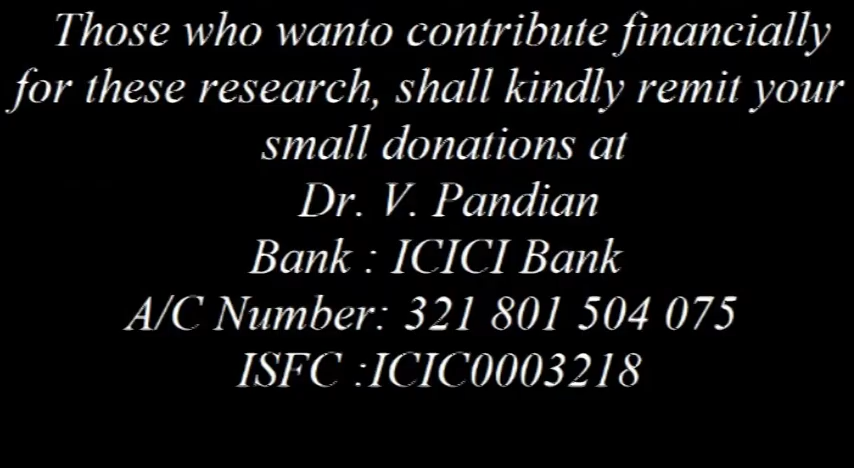 Those who wanto contribute financially
for these research, shall kindly remit your
small donations at
Dr. V. Pandian
Bank : ICICI Bank
A/C Number: 321 801 504 075
ISFC :ICIC0003218